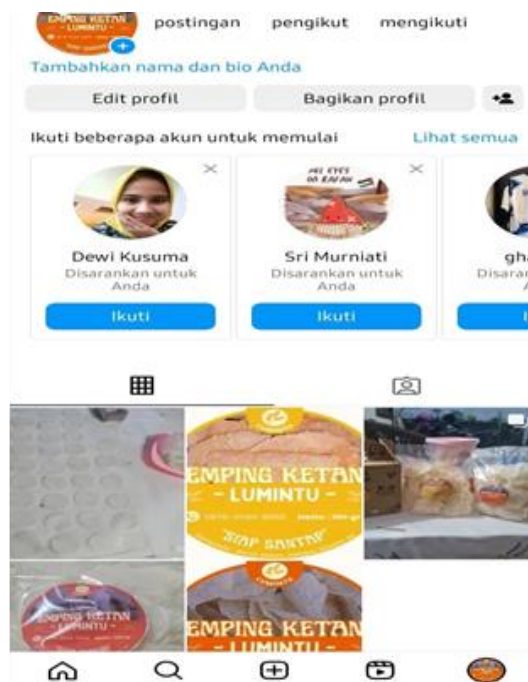 EMPING KETAN
- LUMINTU -
SIAP SANTAP
postingan pengikut mengikuti
Tambahkan nama dan bio Anda
Edit profil Bagikan profil
Ikuti beberapa akun untuk memulai Lihat semua
Dewi Kusuma Sri Murniati
Disarankan untuk Anda Disarankan untuk Anda
Ikuti Ikuti
EMPING KETAN
- LUMINTU -
SIAP SANTAP
EMPING KETAN
- LUMINTU -
EMPING KETAN
- LUMINTU -